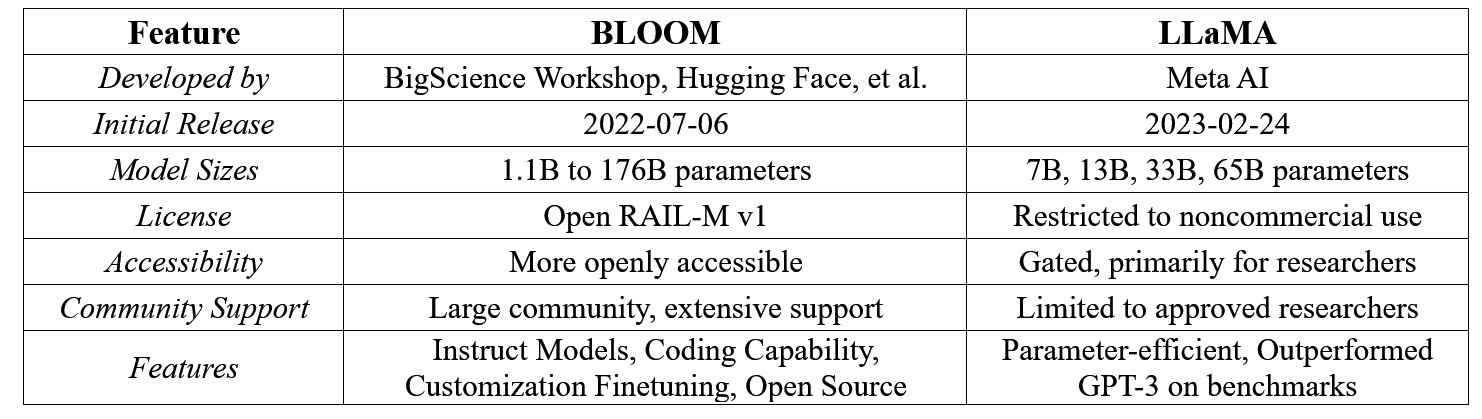 Feature BLOOM LLaMA
Developed by BigScience Workshop, Hugging Face, et al. Meta AI
Initial Release 2022-07-06 2023-02-24
Model Sizes 1.1B to 176B parameters 7B, 13B, 33B, 65B parameters
License Open RAIL-M v1 Restricted to noncommercial use
Accessibility More openly accessible Gated, primarily for researchers
Community Support Large community, extensive support Limited to approved researchers
Features Instruct Models, Coding Capability,
Customization Finetuning, Open Source Parameter-efficient, Outperformed
GPT-3 on benchmarks